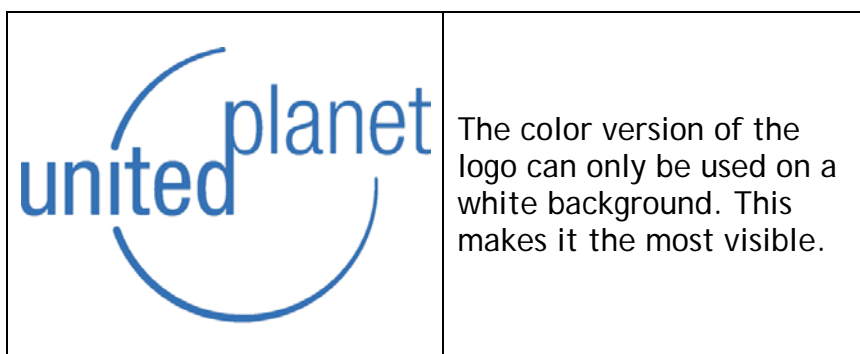 planet
united
The color version of the
logo can only be used on a
white background. This
makes it the most visible.